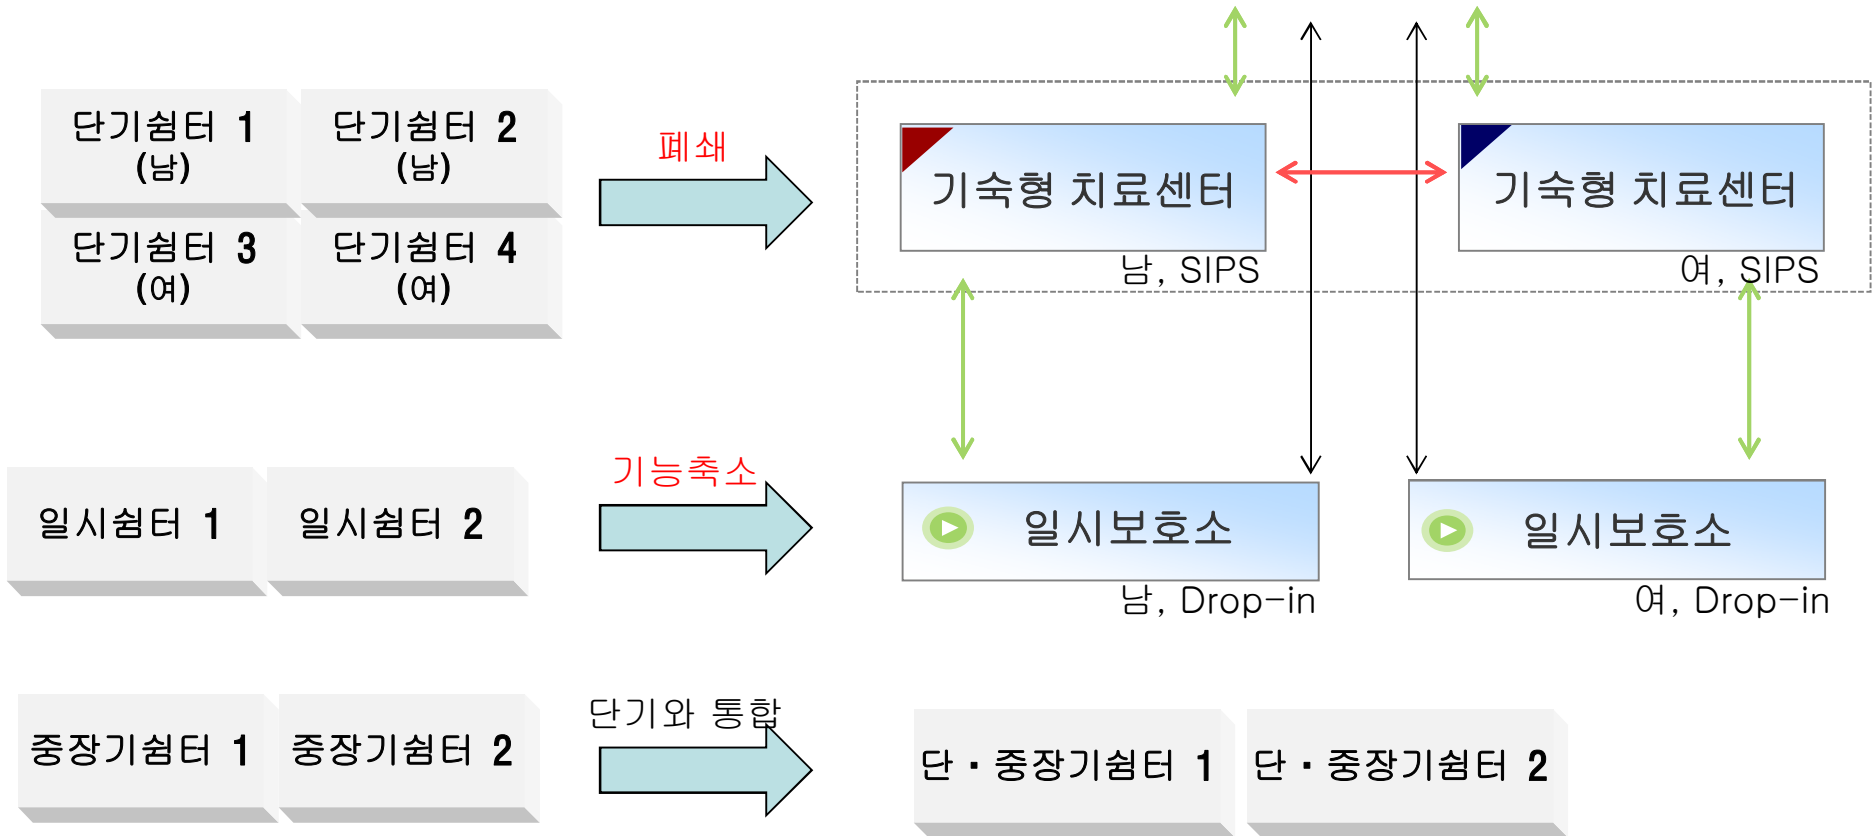 단기쉼터 1
(남)
단기쉼터 2
(남)
단기쉼터 3
(여)
단기쉼터 4
(여)
폐쇄
기숙형 치료센터
남, SIPS
기숙형 치료센터
여, SIPS
일시쉼터 1
일시쉼터 2
기능축소
일시보호소
남, Drop-in
일시보호소
여, Drop-in
중장기쉼터 1
중장기쉼터 2
단기와 통합
단·중장기쉼터 1
단·중장기쉼터 2